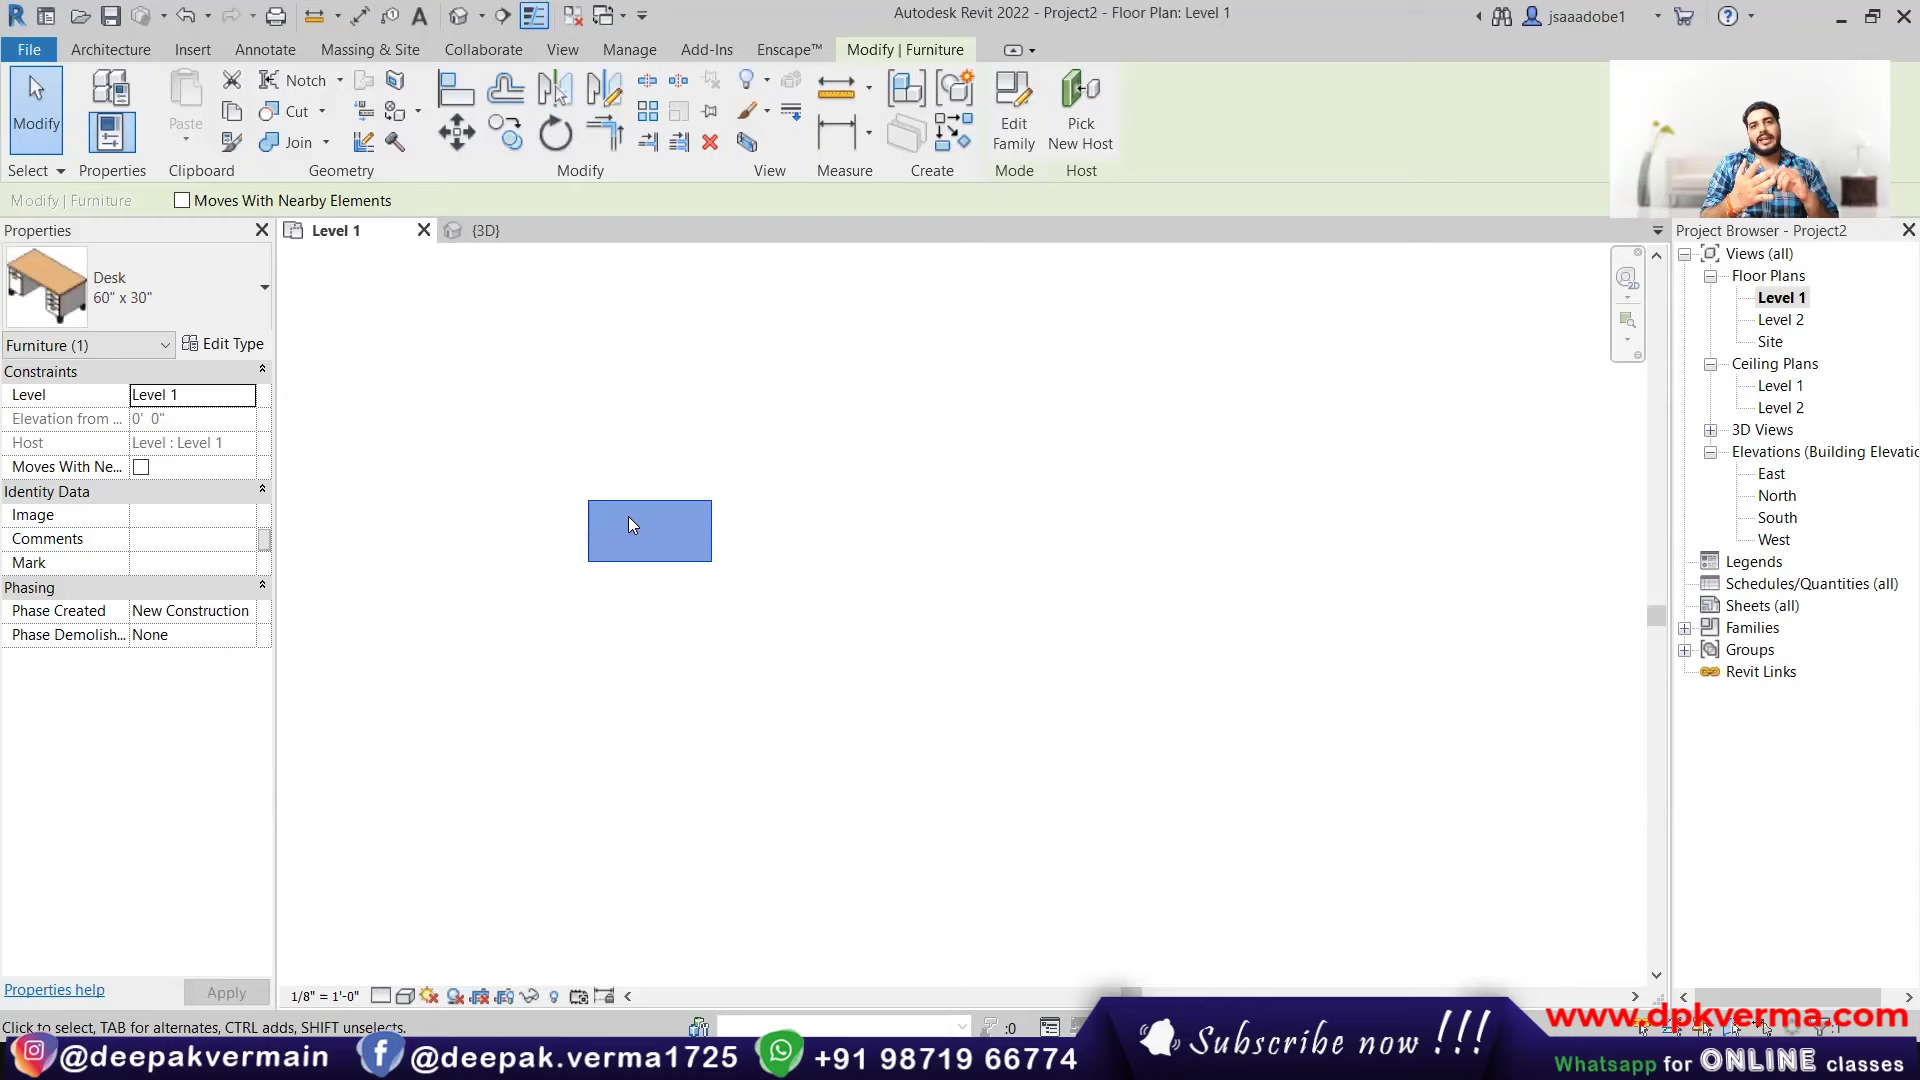 Autodesk Revit 2022 - Project2 - Floor Plan: Level 1
jsaaadobe1
File Architecture Insert Annotate Massing & Site Collaborate View Manage Add-Ins Enscape™ Modify | Furniture
Modify
Paste
Notch
Cut
Join
Edit Family
Pick New Host
Select Properties Clipboard Geometry Modify View Measure Create Mode Host
Modify | Furniture Moves With Nearby Elements
Properties
Desk
60" x 30"
Furniture (1) Edit Type
Constraints
Level Level 1
Elevation from ... 0' 0"
Host Level : Level 1
Moves With Ne...
Identity Data
Image
Comments
Mark
Phasing
Phase Created New Construction
Phase Demolish... None
Properties help Apply
Level 1 {3D}
2D
1/8" = 1'-0"
Project Browser - Project2
Views (all)
Floor Plans
Level 1
Level 2
Site
Ceiling Plans
Level 1
Level 2
3D Views
Elevations (Building Elevatio
East
North
South
West
Legends
Schedules/Quantities (all)
Sheets (all)
Families
Groups
Revit Links
Click to select, TAB for alternates, CTRL adds, SHIFT unselects.
:0
@deepakvermain @deepak.verma1725 +91 98719 66774
Subscribe now !!!
www.dpkverma.com
Whatsapp for ONLINE classes